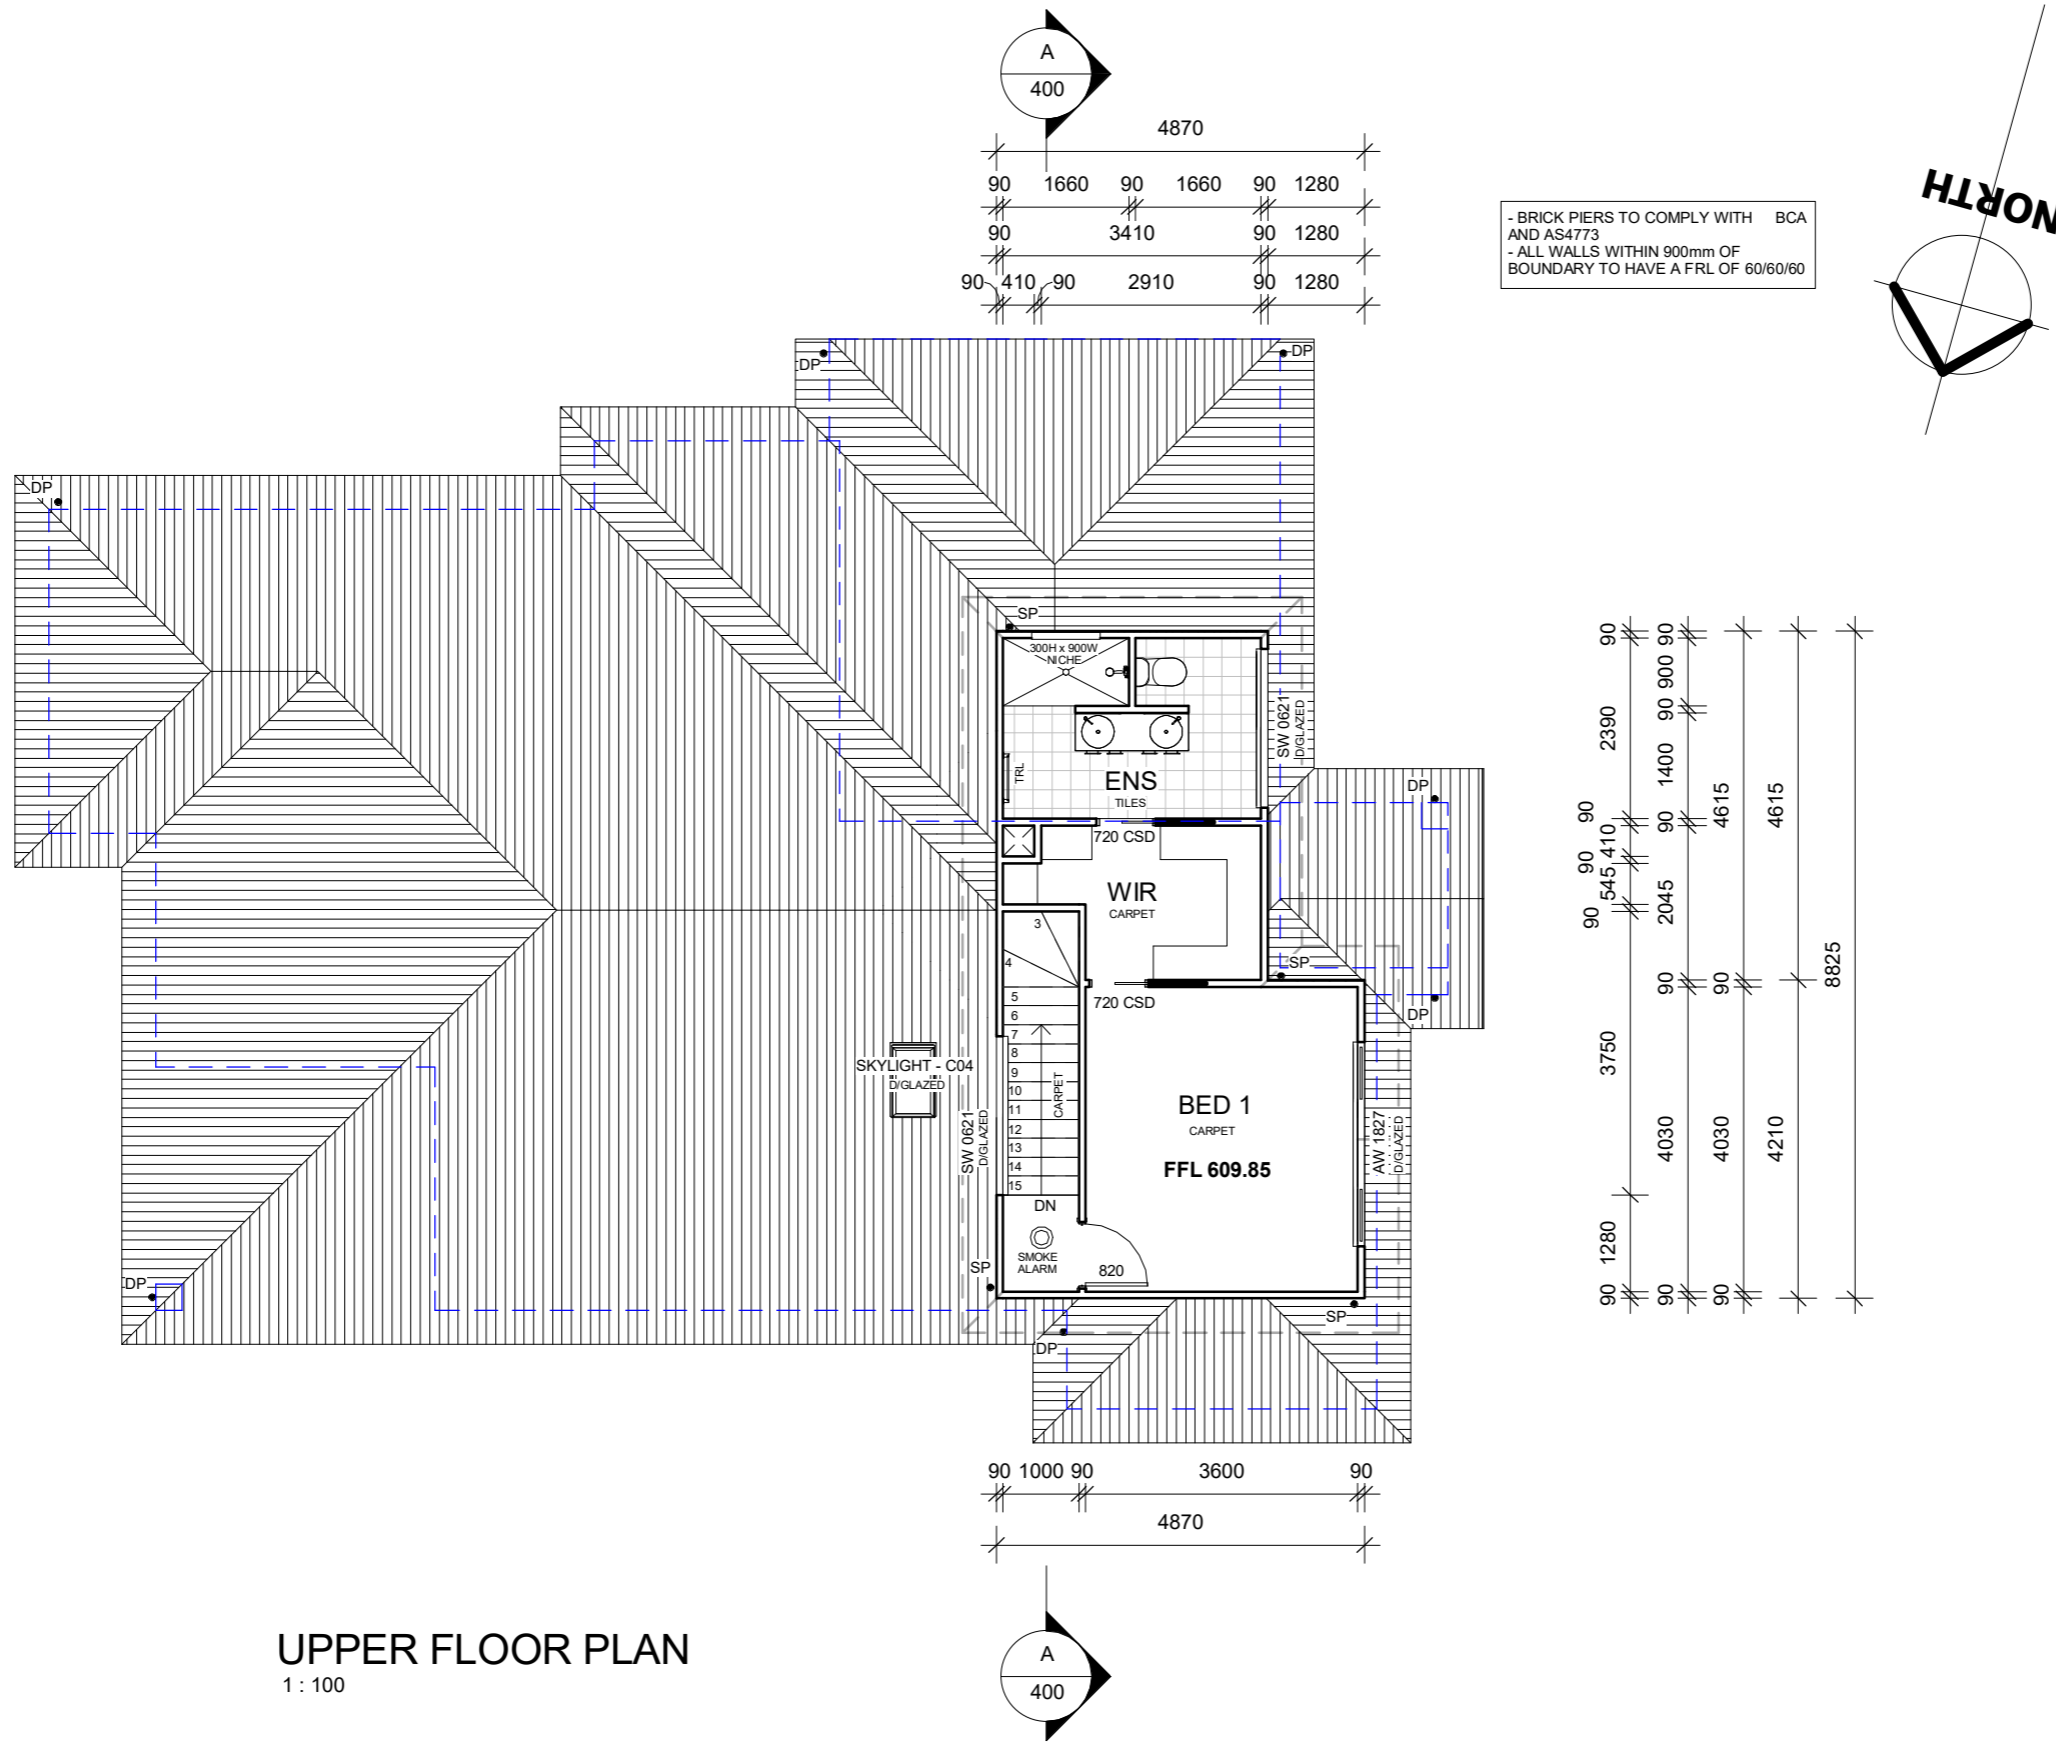 A
400
4870
90 1660 90 1660 90 1280
90 3410 90 1280
90 410 90 2910 90 1280
- BRICK PIERS TO COMPLY WITH BCA
AND AS4773
- ALL WALLS WITHIN 900mm OF
BOUNDARY TO HAVE A FRL OF 60/60/60
NORTH
DP
DP
DP
SP
300H x 900W
NICHE
SW 0621
D/GLAZED
TRL
ENS
TILES
720 CSD
WIR
CARPET
DP
SP
DP
720 CSD
3
4
5
6
7
8
9
10
11
12
13
14
15
CARPET
SKYLIGHT - C04
D/GLAZED
SW 0621
D/GLAZED
BED 1
CARPET
FFL 609.85
AW 1827
D/GLAZED
DN
SMOKE
ALARM
820
SP
DP
SP
DP
90 2390 90 410 90 545 90 3750 1280 90
90 900 90 1400 90 2045 90 4030 90
4615 90 4030 90
4615 4210
8825
90 1000 90 3600 90
4870
UPPER FLOOR PLAN
1 : 100
A
400